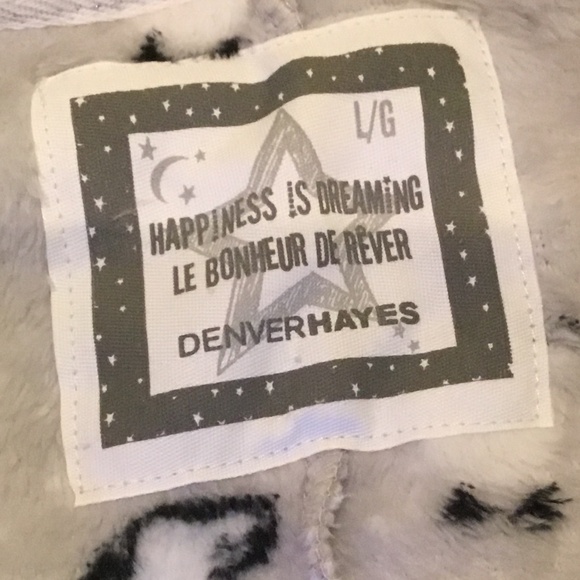 L/G
HAPPINESS IS DREAMING
LE BONHEUR DE RÊVER
DENVERHAYES